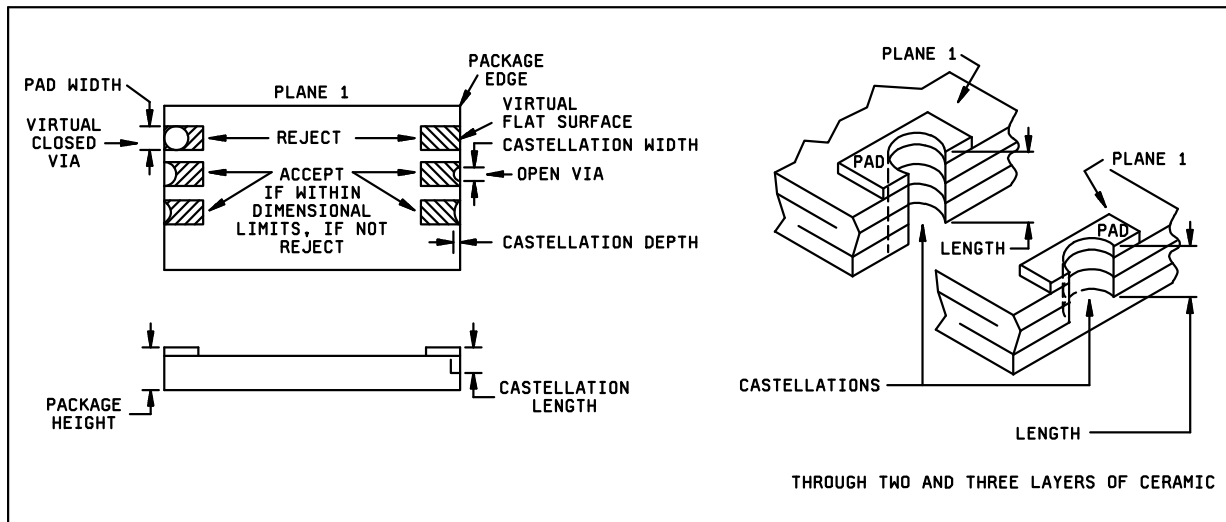 PAD WIDTH
VIRTUAL
CLOSED
VIA
PLANE 1
PACKAGE
EDGE
VIRTUAL
FLAT SURFACE
REJECT
CASTELLATION WIDTH
OPEN VIA
ACCEPT
IF WITHIN
DIMENSIONAL
LIMITS, IF NOT
REJECT
CASTELLATION DEPTH
PACKAGE
HEIGHT
CASTELLATION
LENGTH
PLANE 1
PAD
LENGTH
PLANE 1
PAD
CASTELLATIONS
LENGTH
THROUGH TWO AND THREE LAYERS OF CERAMIC